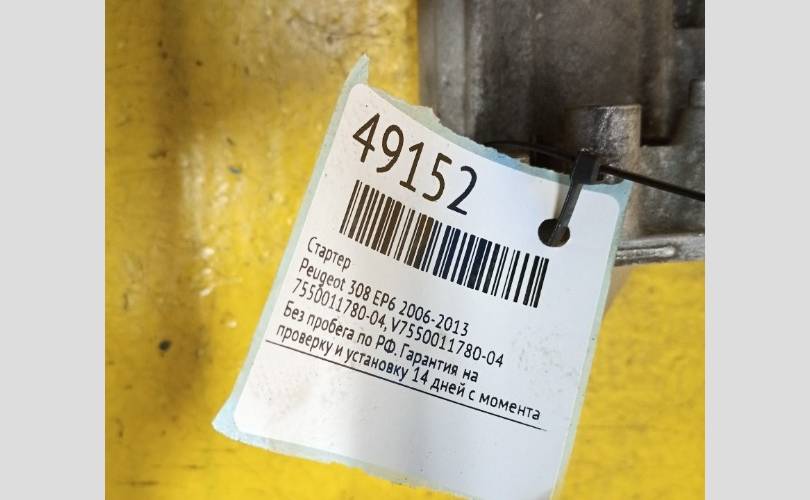 49152
Стартер
Peugeot 308 EP6 2006-2013
7550011780-04, V7550011780-04
Без пробега по РФ. Гарантия на
проверку и установку 14 дней с момента